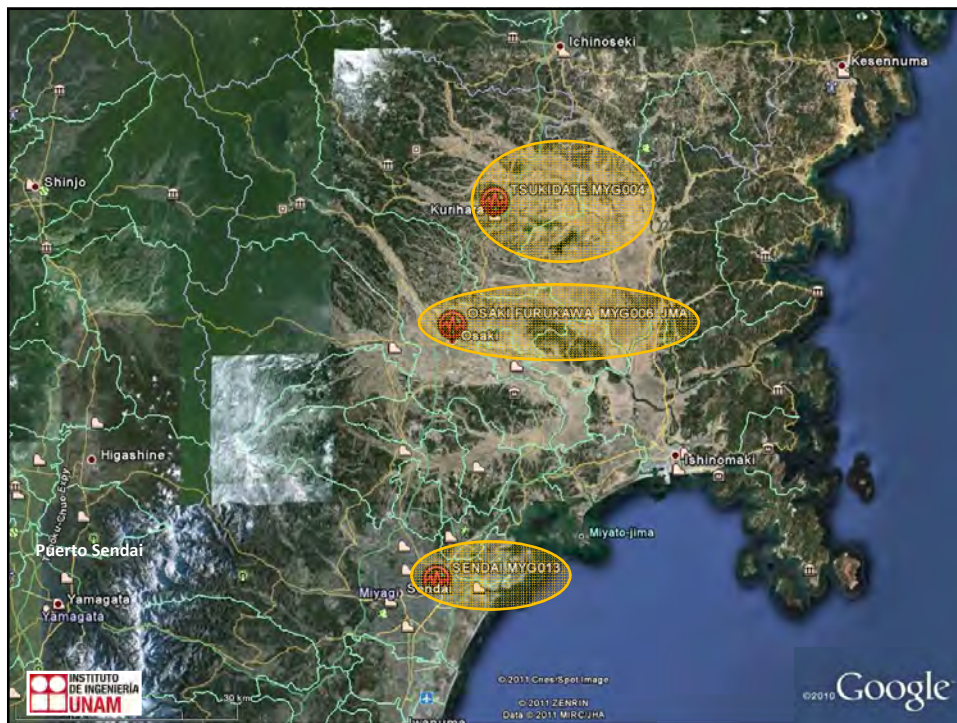 Ichinoseki
Kesennuma
Shinjo
TSUKIDATE MYG004
Kurihara
OSAKI FURUKAWA MYG006 JMA
Osaki
Higashine
Ishinomaki
Miyato-jima
Puerto Sendai
SENDAI MYG013
Miyagi
Sendai
Yamagata
Yamagata
INSTITUTO
DE INGENIERÍA
UNAM
30 km
© 2011 Cnes/Spot Image
© 2011 ZENRIN
Data © 2011 MIRC/JHA
©2010 Google
Iwanuma